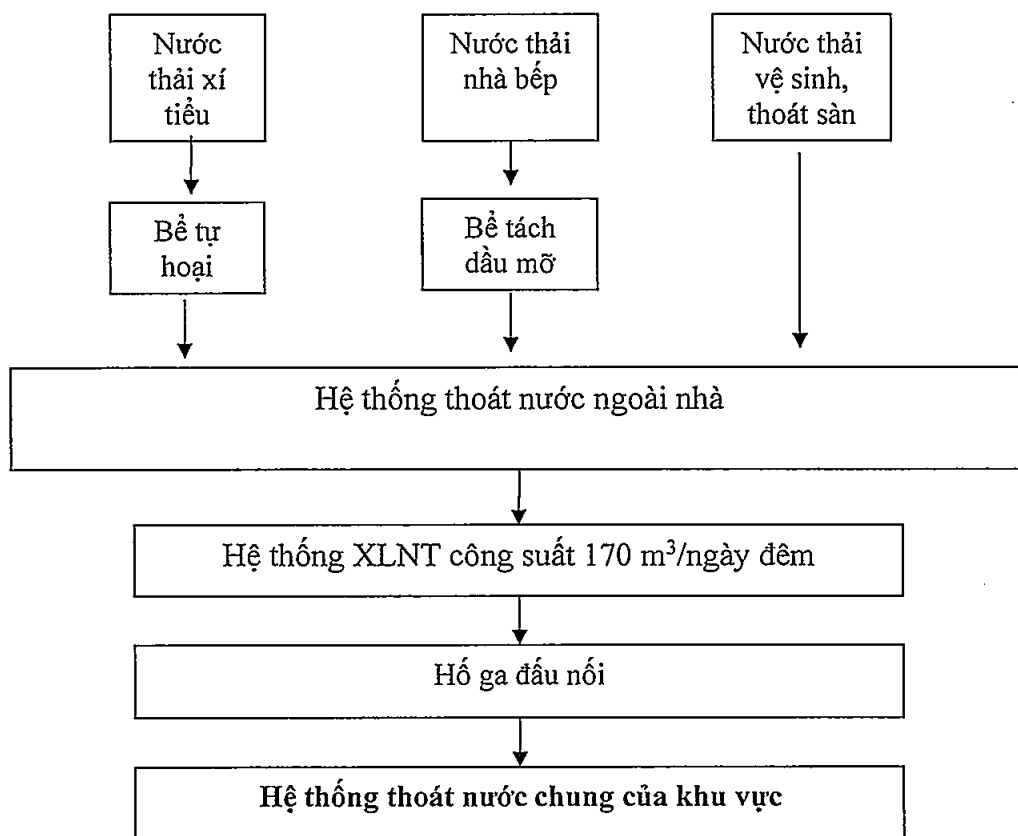 Nước
thải xí
tiểu
Nước thải
nhà bếp
Nước thải
vệ sinh,
thoát sàn
Bể tự
hoại
Bể tách
dầu mỡ
Hệ thống thoát nước ngoài nhà
Hệ thống XLNT công suất 170 m³/ngày đêm
Hố ga đấu nối
Hệ thống thoát nước chung của khu vực